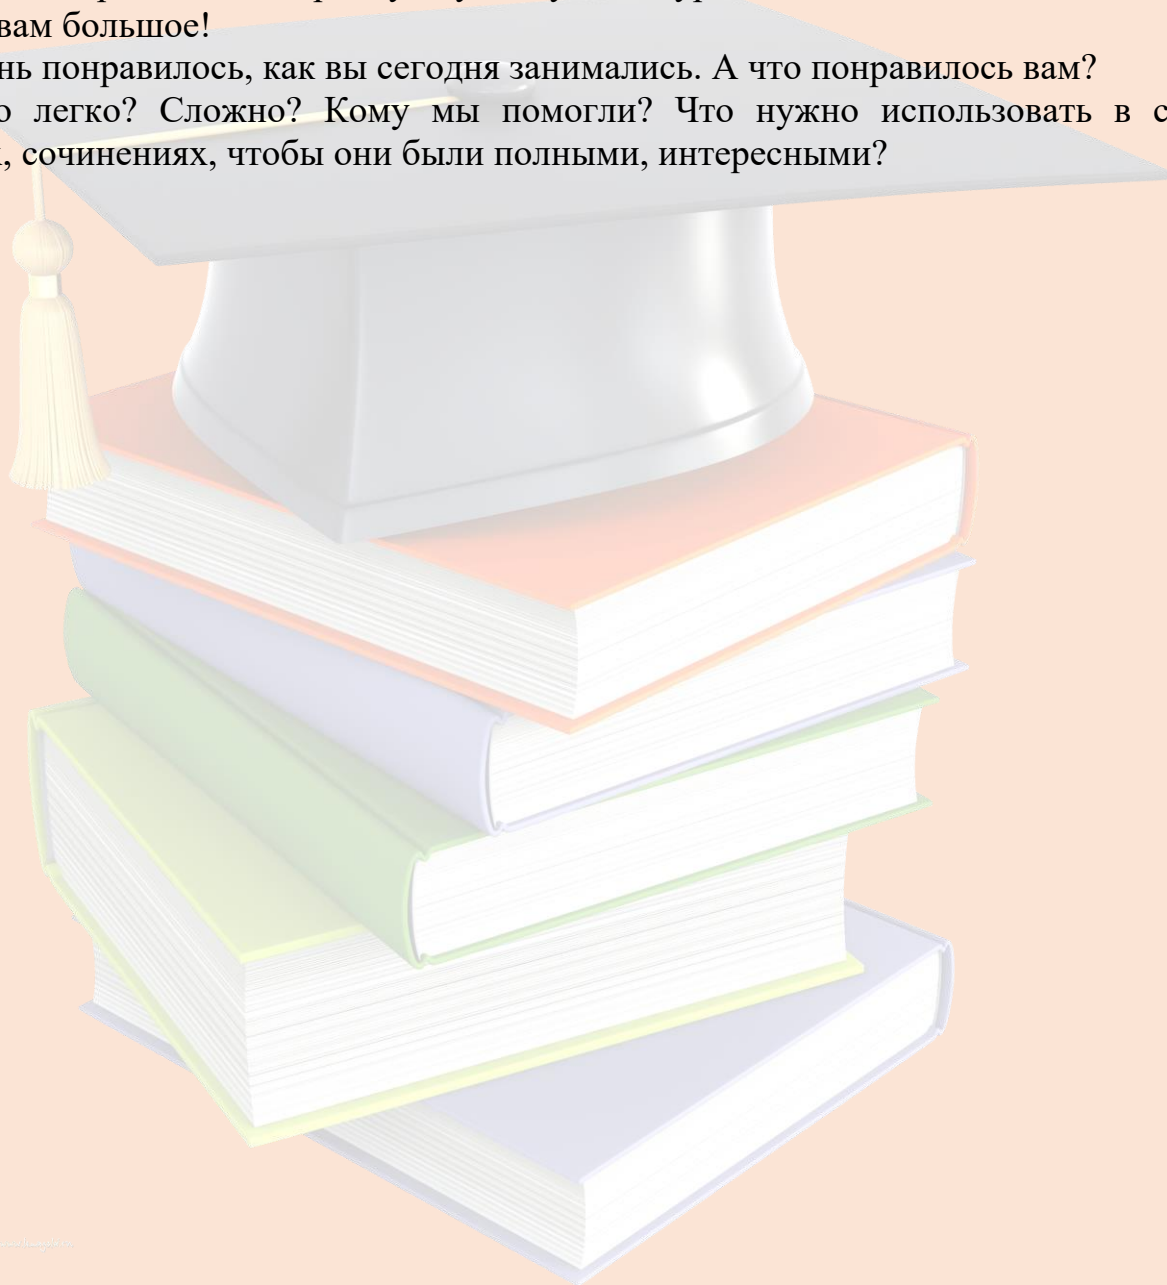 вам большое!
нь понравилось, как вы сегодня занимались. А что понравилось вам?
о легко? Сложно? Кому мы помогли? Что нужно использовать в с
, сочинениях, чтобы они были полными, интересными?